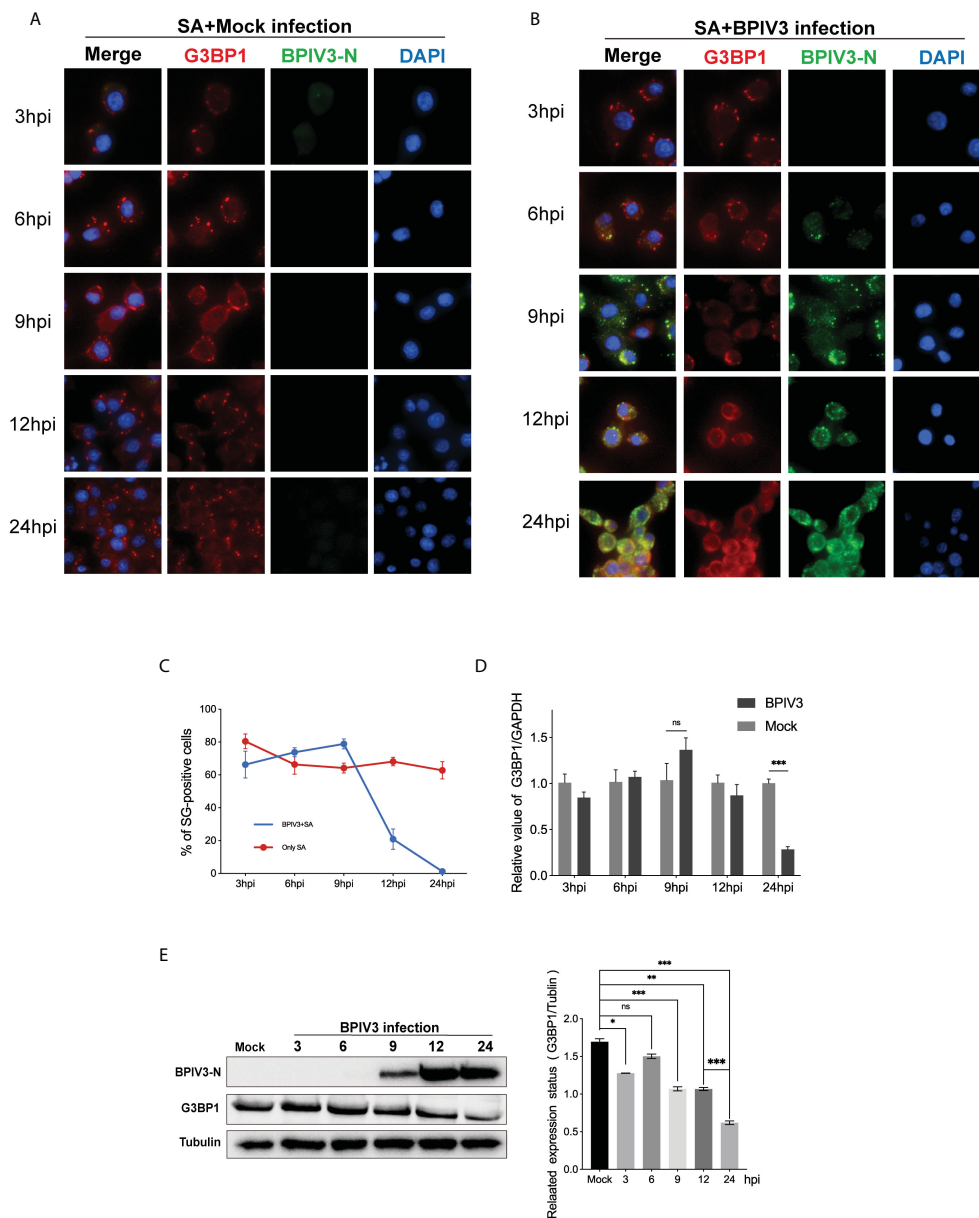 A
SA+Mock infection
Merge G3BP1 BPIV3-N DAPI
3hpi
6hpi
9hpi
12hpi
24hpi
B
SA+BPIV3 infection
Merge G3BP1 BPIV3-N DAPI
3hpi
6hpi
9hpi
12hpi
24hpi
C
% of SG-positive cells
100
80
60
40
20
0
BPIV3+SA
Only SA
3hpi 6hpi 9hpi 12hpi 24hpi
D
BPIV3
Mock
Relative value of G3BP1/GAPDH
1.5
1.0
0.5
0.0
ns
***
3hpi 6hpi 9hpi 12hpi 24hpi
E
BPIV3 infection
Mock 3 6 9 12 24
BPIV3-N
G3BP1
Tubulin
Relaated expression status ( G3BP1/Tublin )
2.0
1.5
1.0
0.5
0.0
***
**
***
ns
*
***
Mock 3 6 9 12 24 hpi